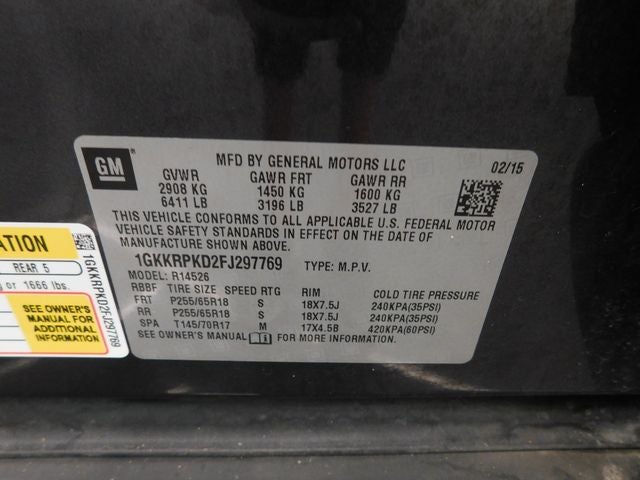 GM
MFD BY GENERAL MOTORS LLC 02/15
GVWR GAWR FRT GAWR RR
2908 KG 1450 KG 1600 KG
6411 LB 3196 LB 3527 LB
THIS VEHICLE CONFORMS TO ALL APPLICABLE U.S. FEDERAL MOTOR
VEHICLE SAFETY STANDARDS IN EFFECT ON THE DATE OF
MANUFACTURE SHOWN ABOVE.
1GKKRPKD2FJ297769 TYPE: M.P.V.
MODEL: R14526
RBBF TIRE SIZE SPEED RTG RIM COLD TIRE PRESSURE
FRT P255/65R18 S 18X7.5J 240KPA(35PSI)
RR P255/65R18 S 18X7.5J 240KPA(35PSI)
SPA T145/70R17 M 17X4.5B 420KPA(60PSI)
SEE OWNER'S MANUAL FOR MORE INFORMATION.
ATION
REAR 5
g or 1666 lbs.
SEE OWNER'S
MANUAL FOR
ADDITIONAL
INFORMATION
1GKKRPKD2FJ297769